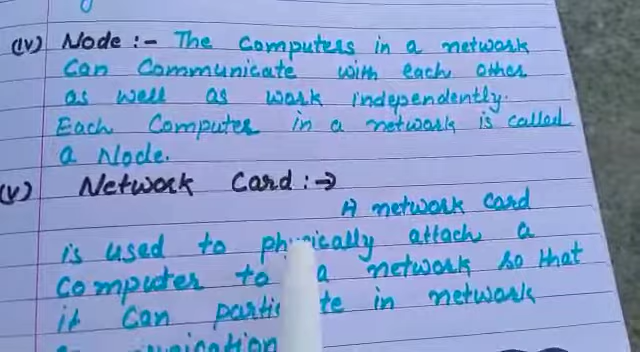 (iv) Node :- The Computers in a network
can communicate with each other
as well as work independently.
Each Computer in a network is called
a Node.
(v) Network Card :→
A network card
is used to physically attach a
computer to a network so that
it can in network